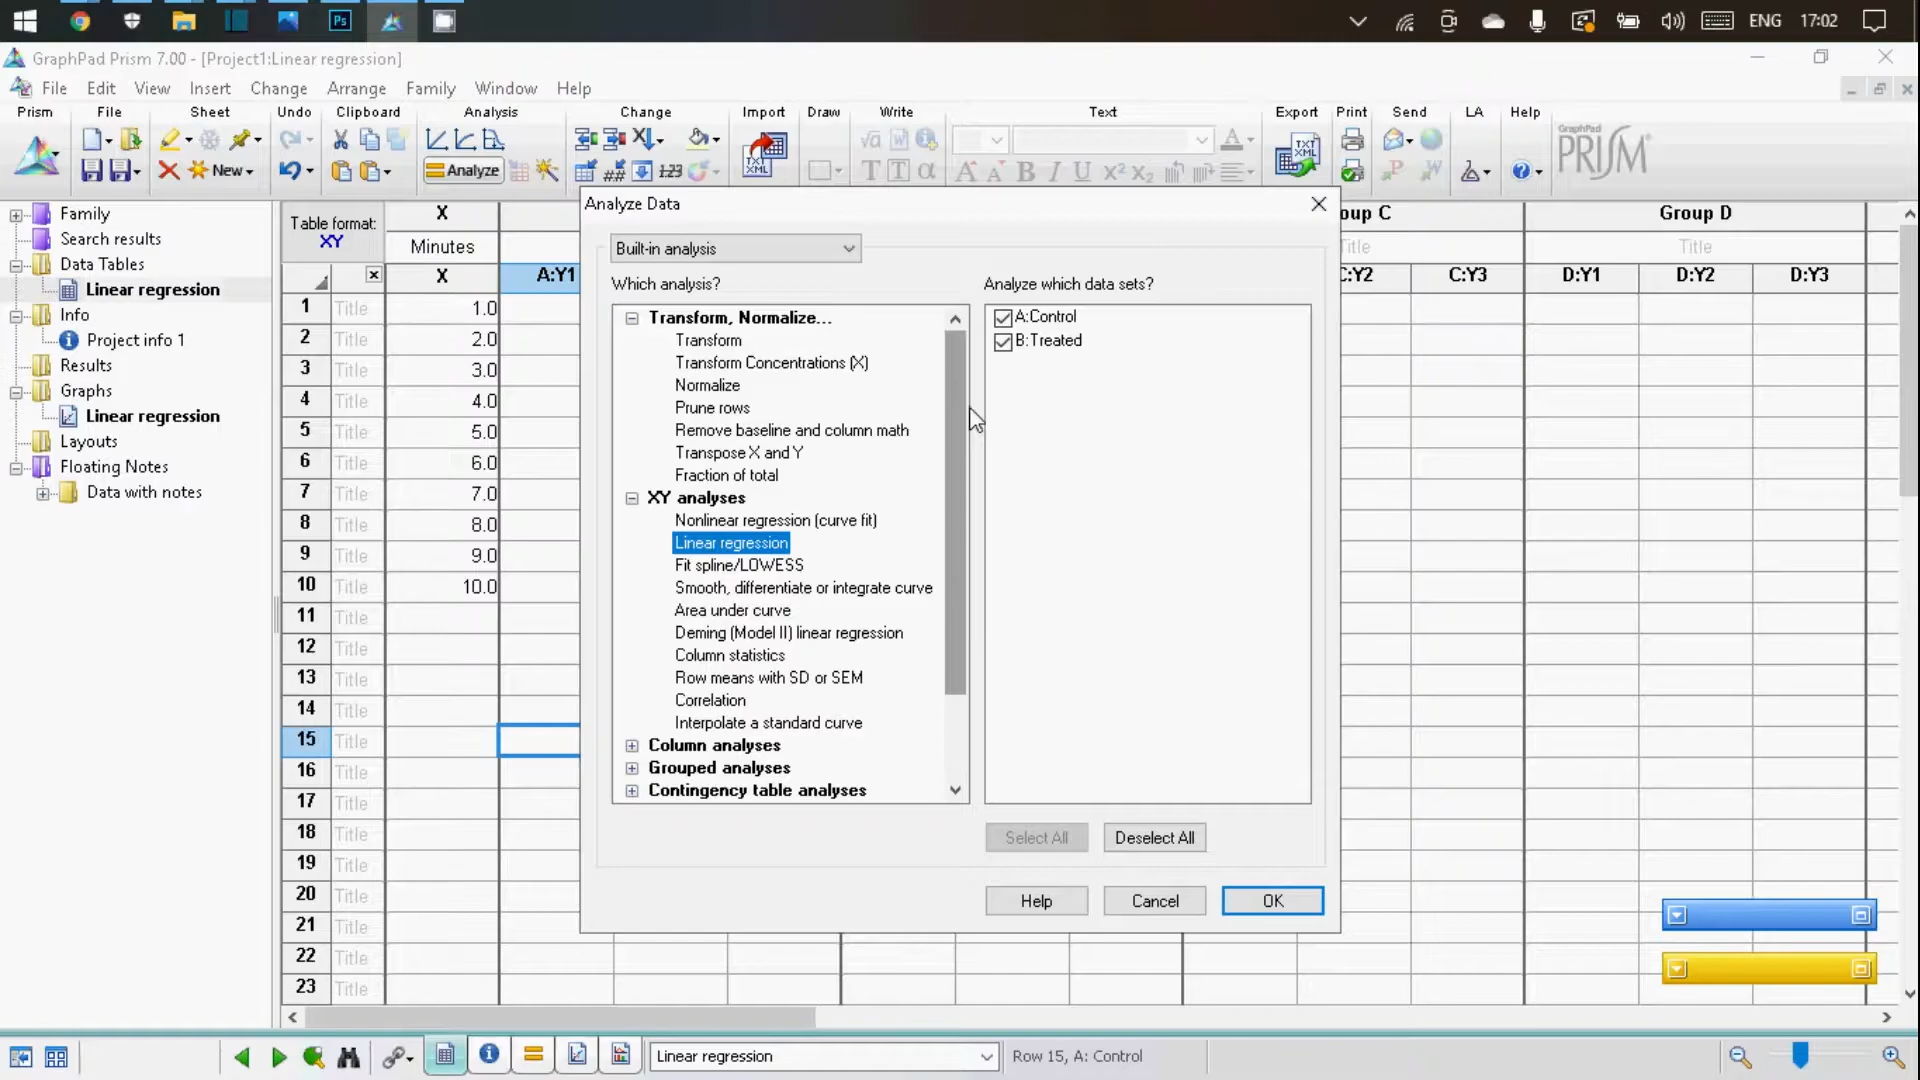 ENG 17:02
GraphPad Prism 7.00 - [Project1:Linear regression]
File Edit View Insert Change Arrange Family Window Help
Prism File Sheet Undo Clipboard Analysis Change Import Draw Write Text Export Print Send LA Help
New
Analyze
GraphPad
PRISM
Family
Search results
Data Tables
Linear regression
Info
Project info 1
Results
Graphs
Linear regression
Layouts
Floating Notes
Data with notes
Table format:
XY
X
Minutes
X
A:Y1
oup C
Title
C:Y2 C:Y3
Group D
Title
D:Y1 D:Y2 D:Y3
1 Title 1.0
2 Title 2.0
3 Title 3.0
4 Title 4.0
5 Title 5.0
6 Title 6.0
7 Title 7.0
8 Title 8.0
9 Title 9.0
10 Title 10.0
11 Title
12 Title
13 Title
14 Title
15 Title
16 Title
17 Title
18 Title
19 Title
20 Title
21 Title
22 Title
23 Title
Analyze Data
Built-in analysis
Which analysis?
Transform, Normalize...
Transform
Transform Concentrations (X)
Normalize
Prune rows
Remove baseline and column math
Transpose X and Y
Fraction of total
XY analyses
Nonlinear regression (curve fit)
Linear regression
Fit spline/LOWESS
Smooth, differentiate or integrate curve
Area under curve
Deming (Model II) linear regression
Column statistics
Row means with SD or SEM
Correlation
Interpolate a standard curve
Column analyses
Grouped analyses
Contingency table analyses
Analyze which data sets?
A:Control
B:Treated
Select All Deselect All
Help Cancel OK
Linear regression
Row 15, A: Control